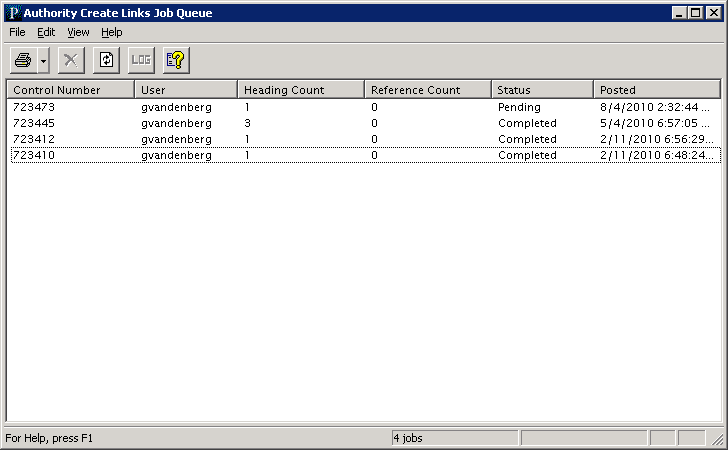 Authority Create Links Job Queue
File Edit View Help
LOG
Control Number User Heading Count Reference Count Status Posted
723473 gvandenberg 1 0 Pending 8/4/2010 2:32:44 ...
723445 gvandenberg 3 0 Completed 5/4/2010 6:57:05 ...
723412 gvandenberg 1 0 Completed 2/11/2010 6:56:29...
723410 gvandenberg 1 0 Completed 2/11/2010 6:48:24...
For Help, press F1 4 jobs